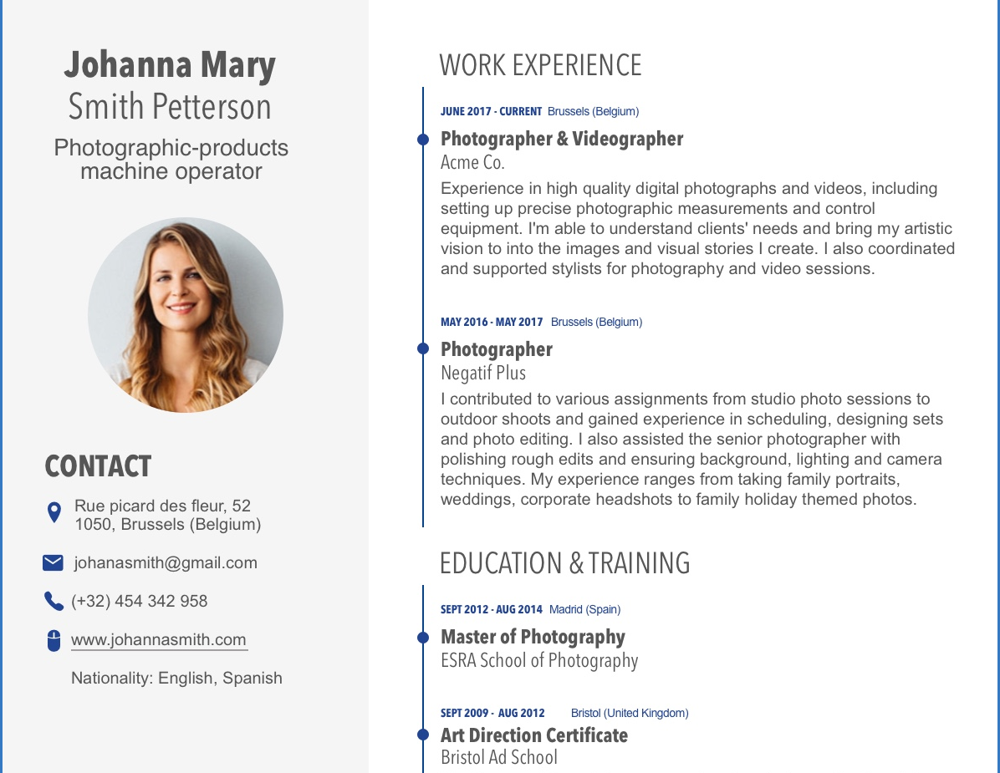 Johanna Mary
Smith Petterson
Photographic-products
machine operator
CONTACT
Rue picard des fleur, 52
1050, Brussels (Belgium)
johanasmith@gmail.com
(+32) 454 342 958
www.johannasmith.com
Nationality: English, Spanish
WORK EXPERIENCE
JUNE 2017 - CURRENT Brussels (Belgium)
Photographer & Videographer
Acme Co.
Experience in high quality digital photographs and videos, including
setting up precise photographic measurements and control
equipment. I'm able to understand clients' needs and bring my artistic
vision to into the images and visual stories I create. I also coordinated
and supported stylists for photography and video sessions.
MAY 2016 - MAY 2017 Brussels (Belgium)
Photographer
Negatif Plus
I contributed to various assignments from studio photo sessions to
outdoor shoots and gained experience in scheduling, designing sets
and photo editing. I also assisted the senior photographer with
polishing rough edits and ensuring background, lighting and camera
techniques. My experience ranges from taking family portraits,
weddings, corporate headshots to family holiday themed photos.
EDUCATION & TRAINING
SEPT 2012 - AUG 2014 Madrid (Spain)
Master of Photography
ESRA School of Photography
SEPT 2009 - AUG 2012 Bristol (United Kingdom)
Art Direction Certificate
Bristol Ad School